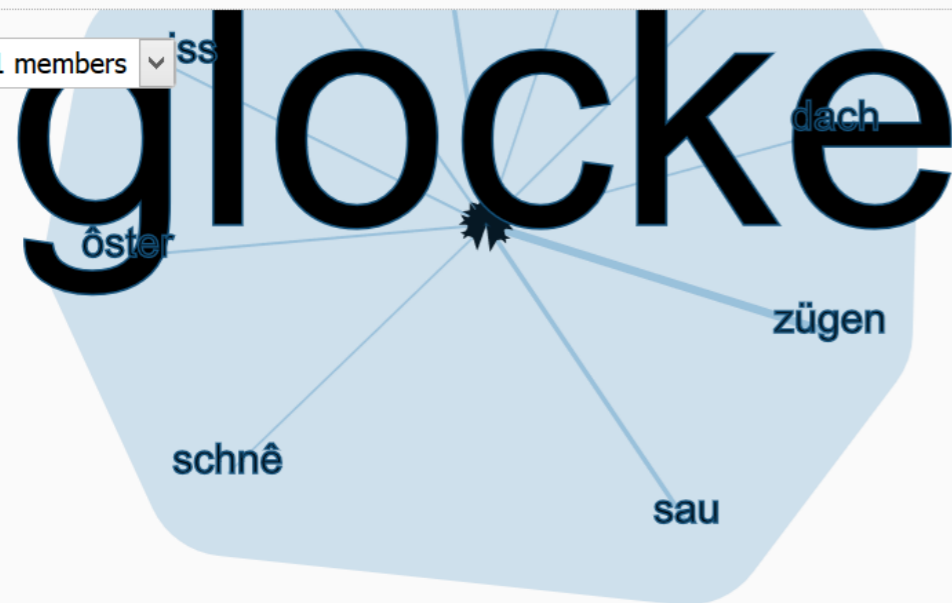 members
glocke
dach
ôster
zügen
schnê
sau